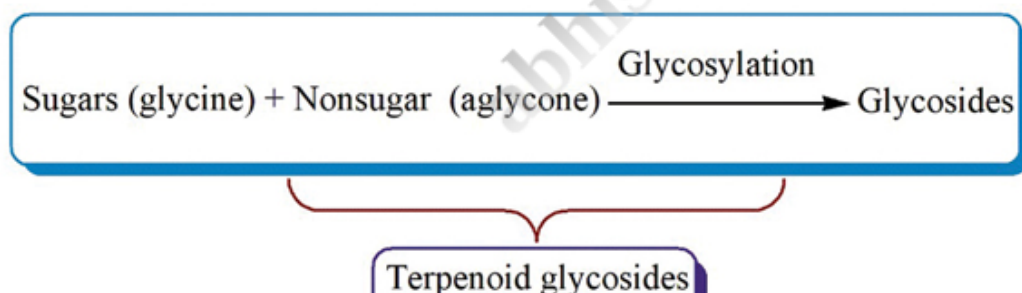 Sugars (glycine) + Nonsugar (aglycone) Glycosylation Glycosides
Terpenoid glycosides